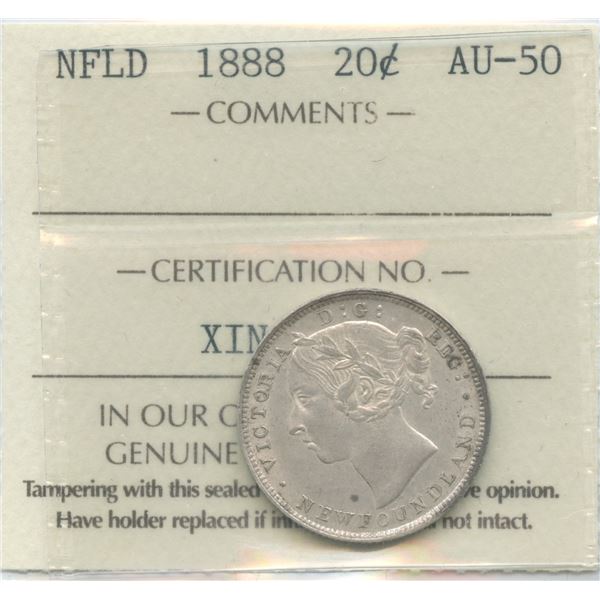 NFLD 1888 20¢ AU-50
— COMMENTS —
— CERTIFICATION NO. —
XIN
IN OUR
GENUINE
Tampering with this sealed opinion.
Have holder replaced if not intact.
VICTORIA D:G: REG:
NEWFOUNDLAND